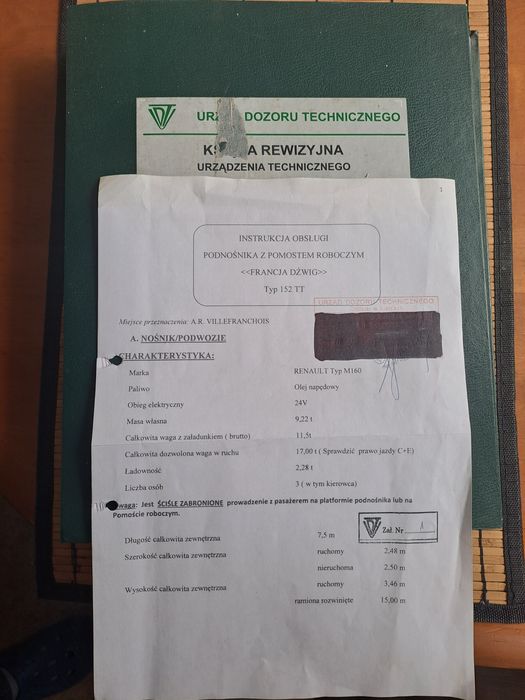 URZ DOZORU TECHNICZNEGO
KS A REWIZYJNA
URZĄDZENIA TECHNICZNEGO
1
INSTRUKCJA OBSŁUGI
PODNOŚNIKA Z POMOSTEM ROBOCZYM
<<FRANCJA DŹWIG>>
Typ 152 TT
URZĄD DOZORU TECHNICZNEGO
Miejsce przeznaczenia: A.R. VILLEFRANCHOIS
A. NOŚNIK/PODWOZIE
CHARAKTERYSTYKA:
Marka RENAULT Typ M160
Paliwo Olej napędowy
Obieg elektryczny 24V
Masa własna 9,22 t
Całkowita waga z załadunkiem ( brutto) 11,5t
Całkowita dozwolona waga w ruchu 17,00 t ( Sprawdzić prawo jazdy C+E)
Ładowność 2,28 t
Liczba osób 3 ( w tym kierowca)
waga: Jest ŚCIŚLE ZABRONIONE prowadzenie z pasażerem na platformie podnośnika lub na
Pomoście roboczym.
Zał. Nr 1
Długość całkowita zewnętrzna 7,5 m
Szerokość całkowita zewnętrzna ruchomy 2,48 m
nieruchoma 2,50 m
Wysokość całkowita zewnętrzna ruchomy 3,46 m
ramiona rozwinięte 15,00 m